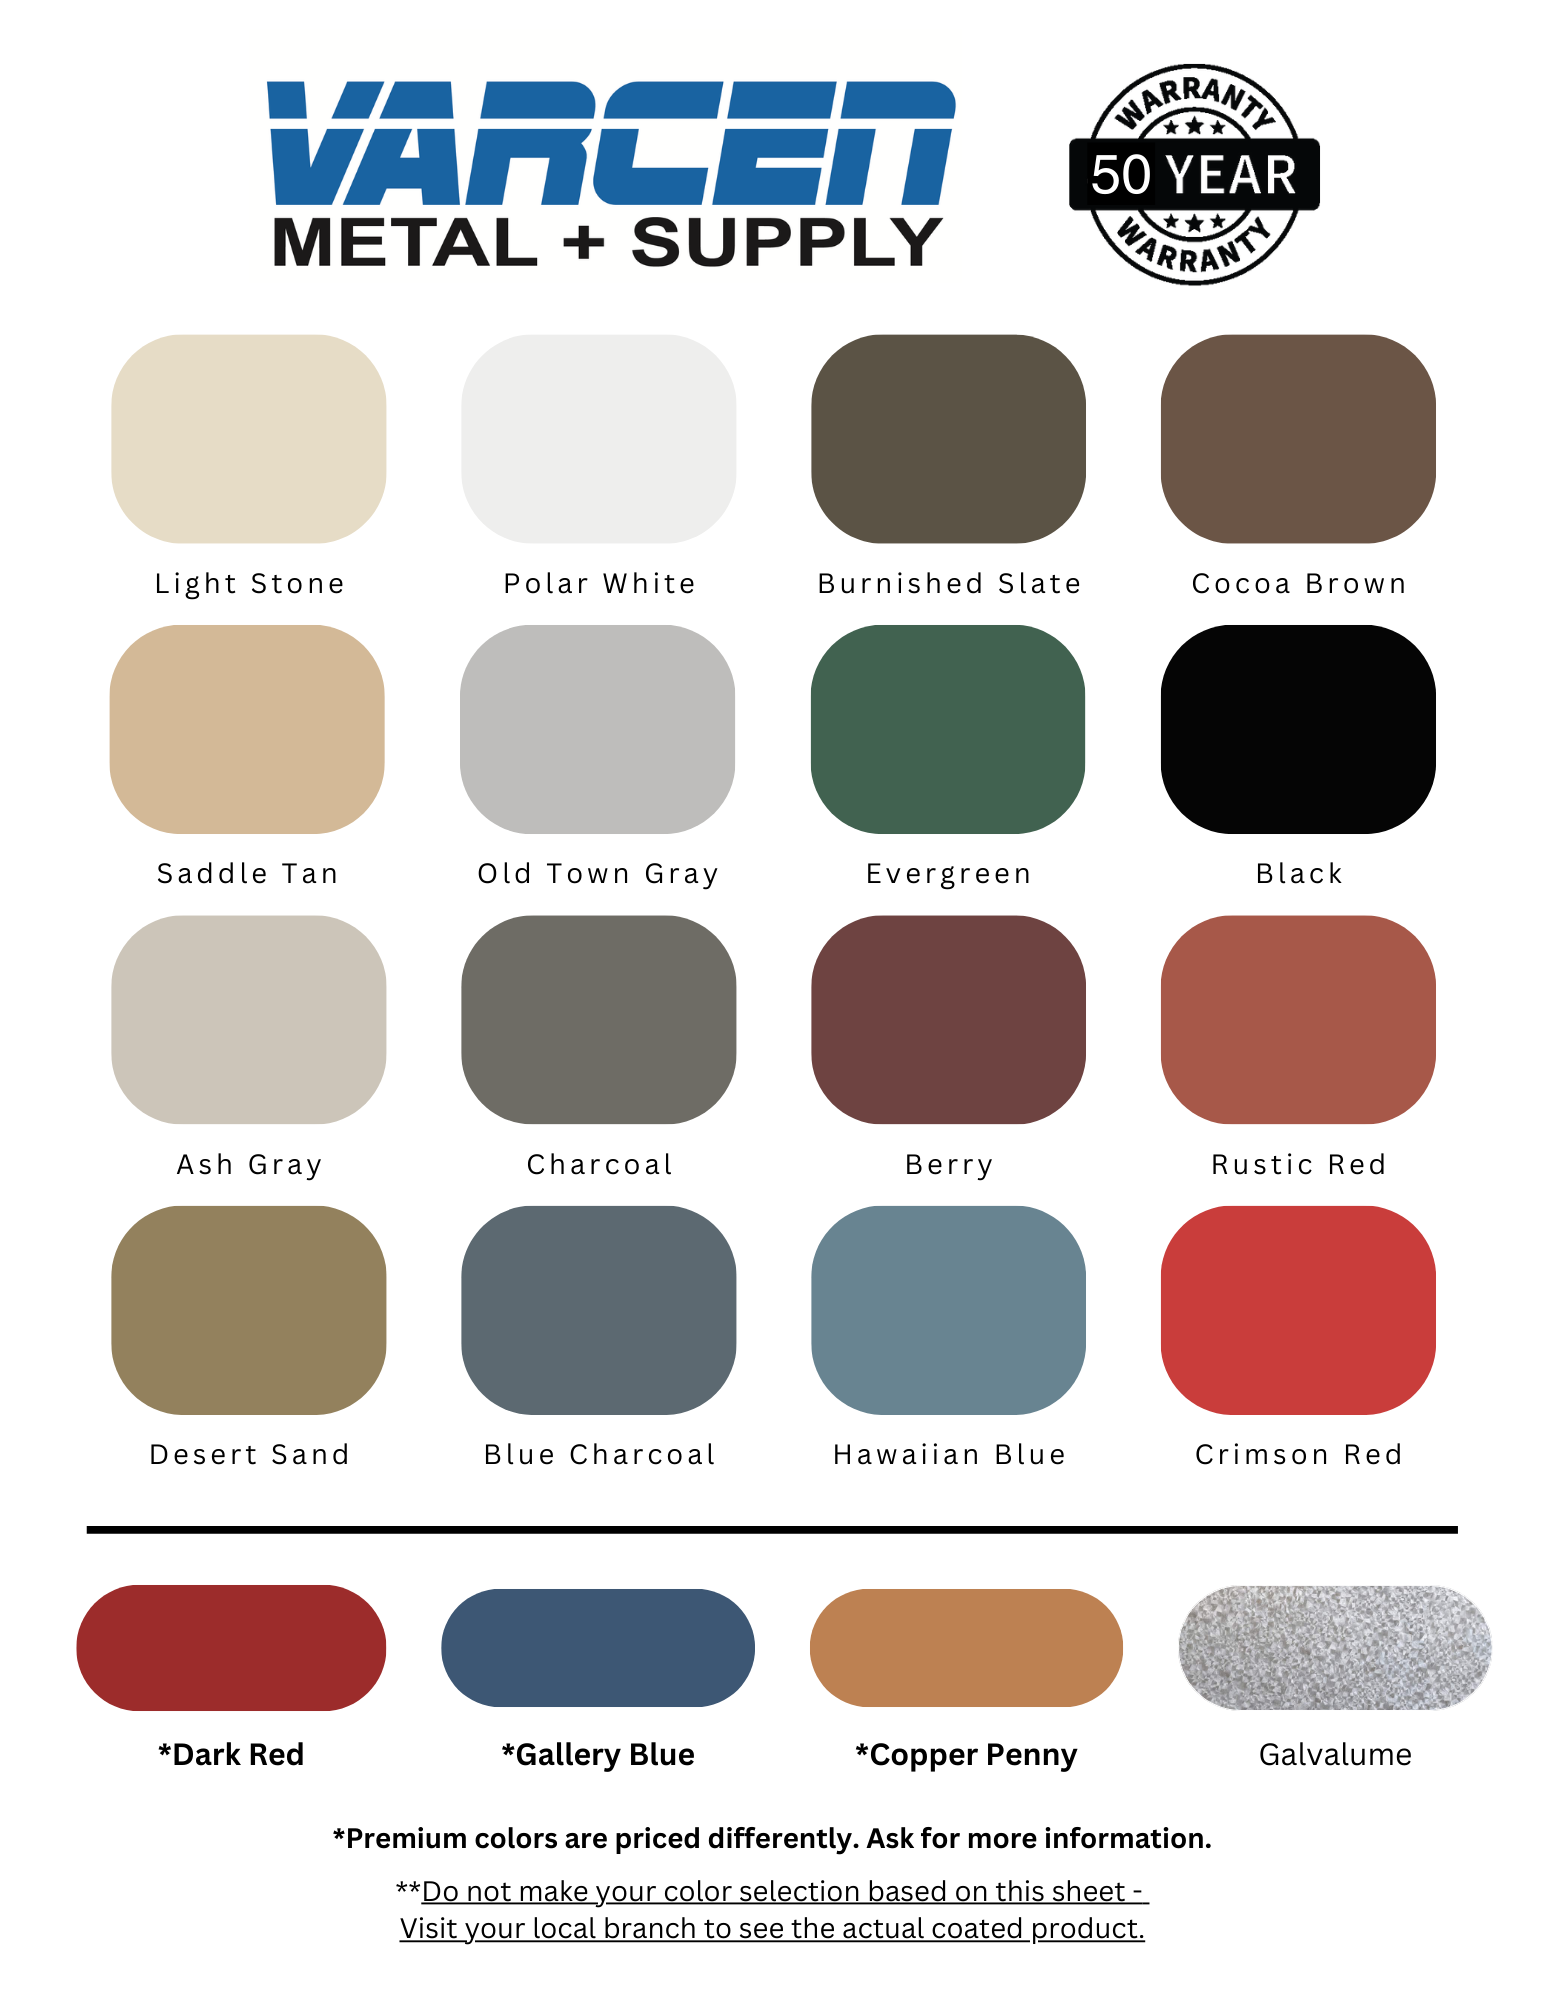 VARCEN
METAL + SUPPLY
WARRANTY
50 YEAR
WARRANTY
Light Stone
Polar White
Burnished Slate
Cocoa Brown
Saddle Tan
Old Town Gray
Evergreen
Black
Ash Gray
Charcoal
Berry
Rustic Red
Desert Sand
Blue Charcoal
Hawaiian Blue
Crimson Red
*Dark Red
*Gallery Blue
*Copper Penny
Galvalume
*Premium colors are priced differently. Ask for more information.
**Do not make your color selection based on this sheet -
Visit your local branch to see the actual coated product.